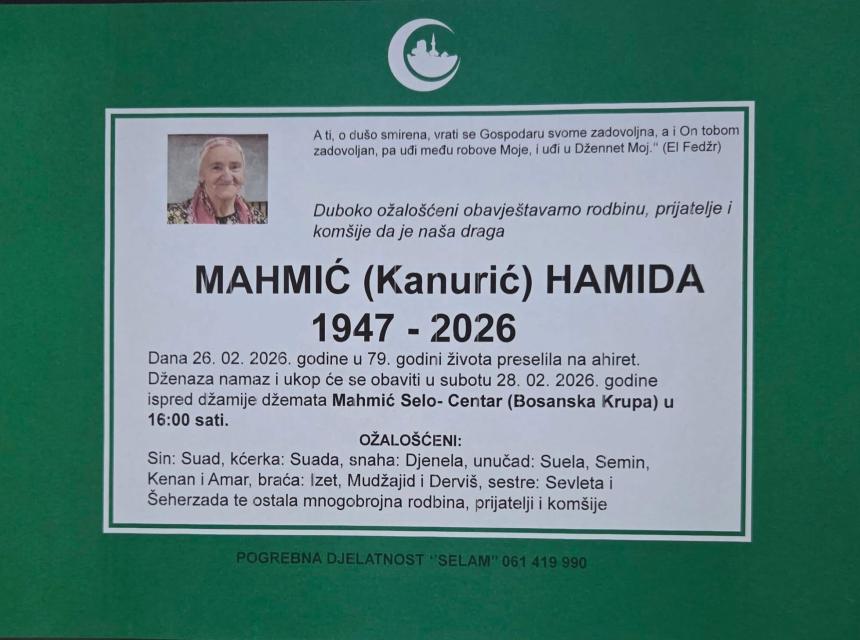 A ti, o dušo smirena, vrati se Gospodaru svome zadovoljna, a i On tobom
zadovoljan, pa uđi među robove Moje, i uđi u Džennet Moj." (El Fedžr)
Duboko ožalošćeni obavještavamo rodbinu, prijatelje i
komšije da je naša draga
MAHMIĆ (Kanurić) HAMIDA
1947 - 2026
Dana 26. 02. 2026. godine u 79. godini života preselila na ahiret.
Dženaza namaz i ukop će se obaviti u subotu 28. 02. 2026. godine
ispred džamije džemata Mahmić Selo- Centar (Bosanska Krupa) u
16:00 sati.
OŽALOŠĆENI:
Sin: Suad, kćerka: Suada, snaha: Djenela, unučad: Suela, Semin,
Kenan i Amar, braća: Izet, Mudžajid i Derviš, sestre: Sevleta i
Šeherzada te ostala mnogobrojna rodbina, prijatelji i komšije
POGREBNA DJELATNOST "SELAM" 061 419 990